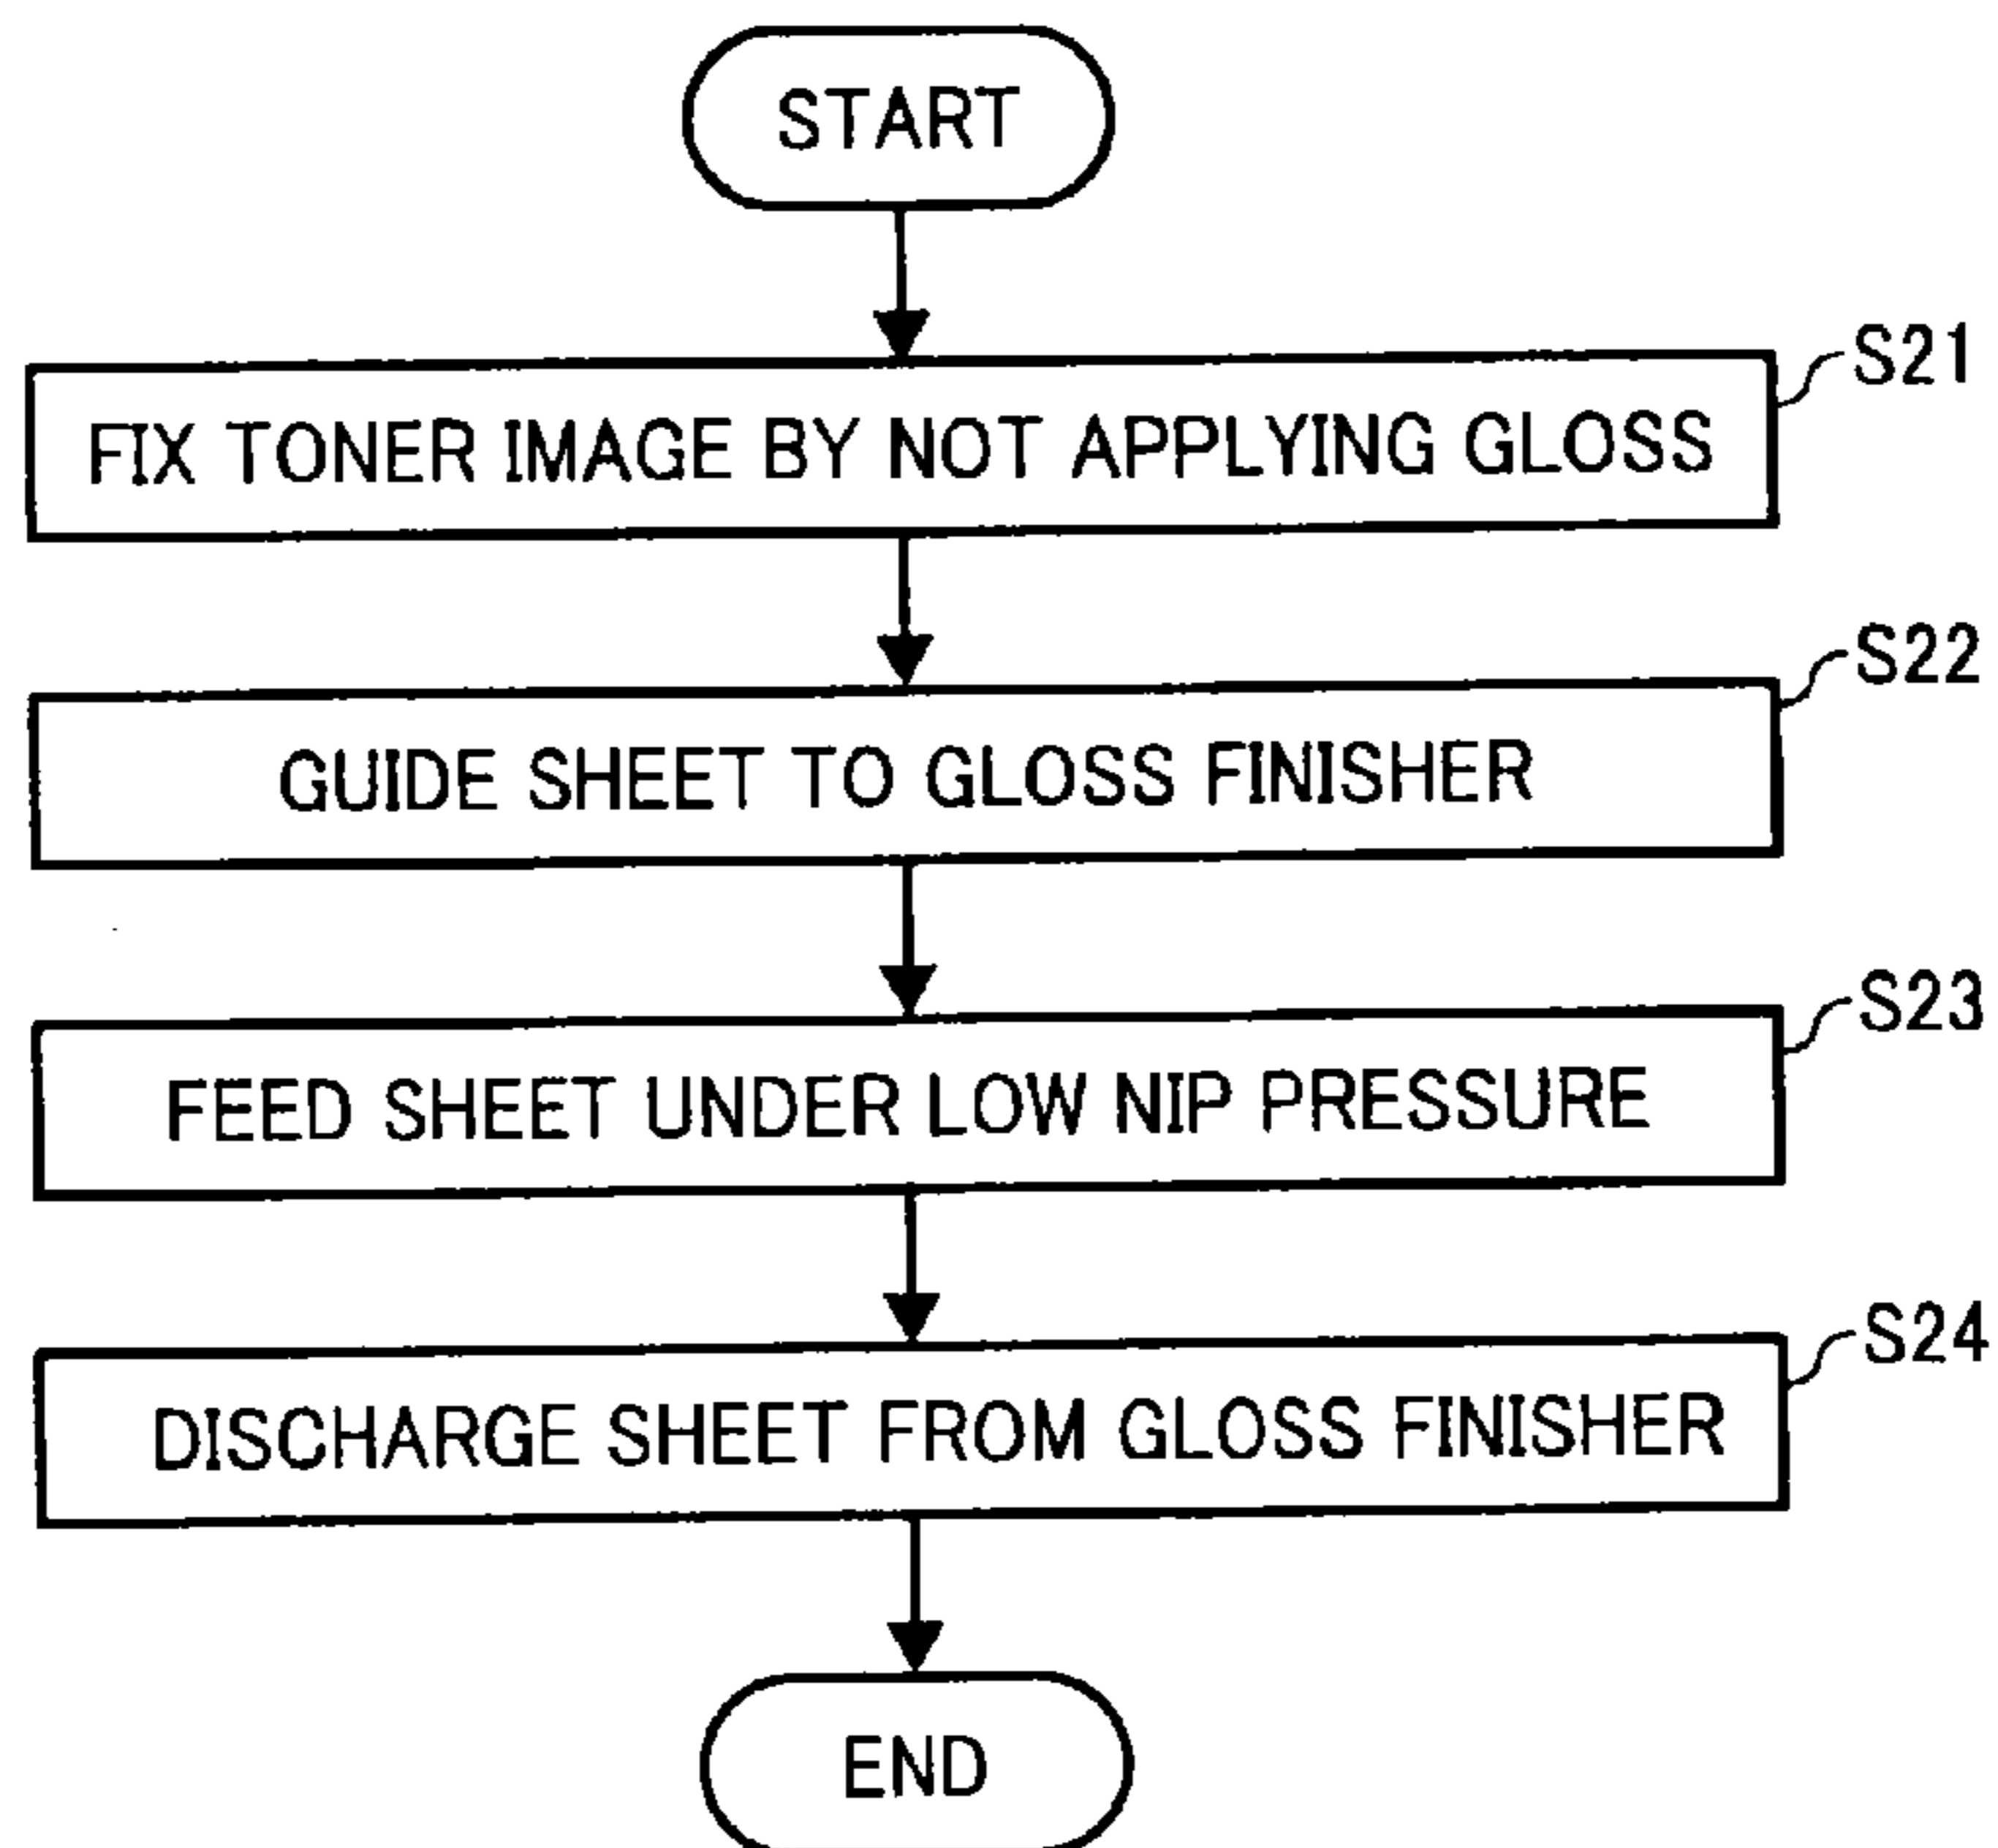 START
S21
FIX TONER IMAGE BY NOT APPLYING GLOSS
S22
GUIDE SHEET TO GLOSS FINISHER
S23
FEED SHEET UNDER LOW NIP PRESSURE
S24
DISCHARGE SHEET FROM GLOSS FINISHER
END